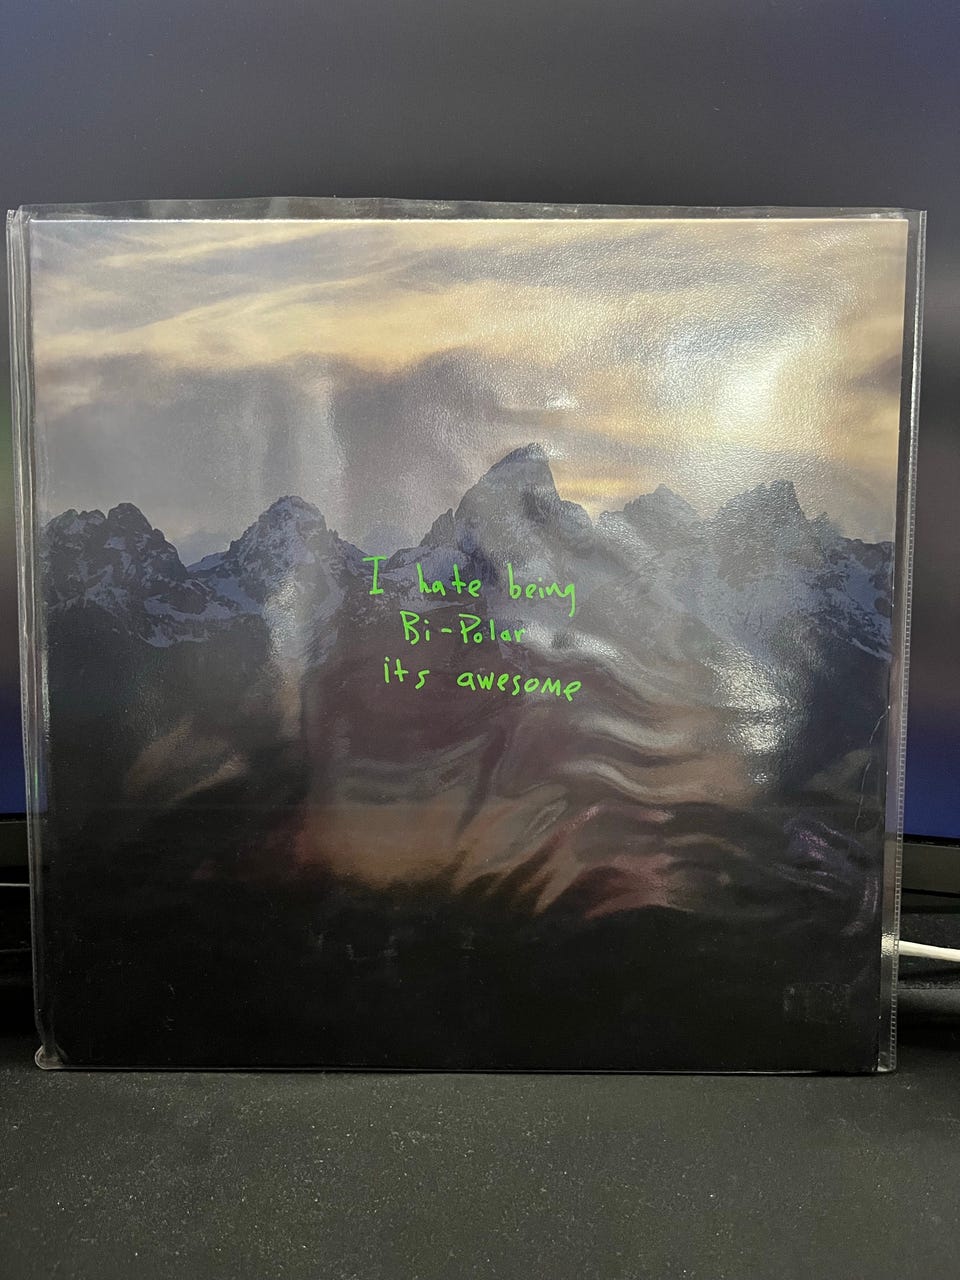 I hate being
Bi-Polar
its awesome